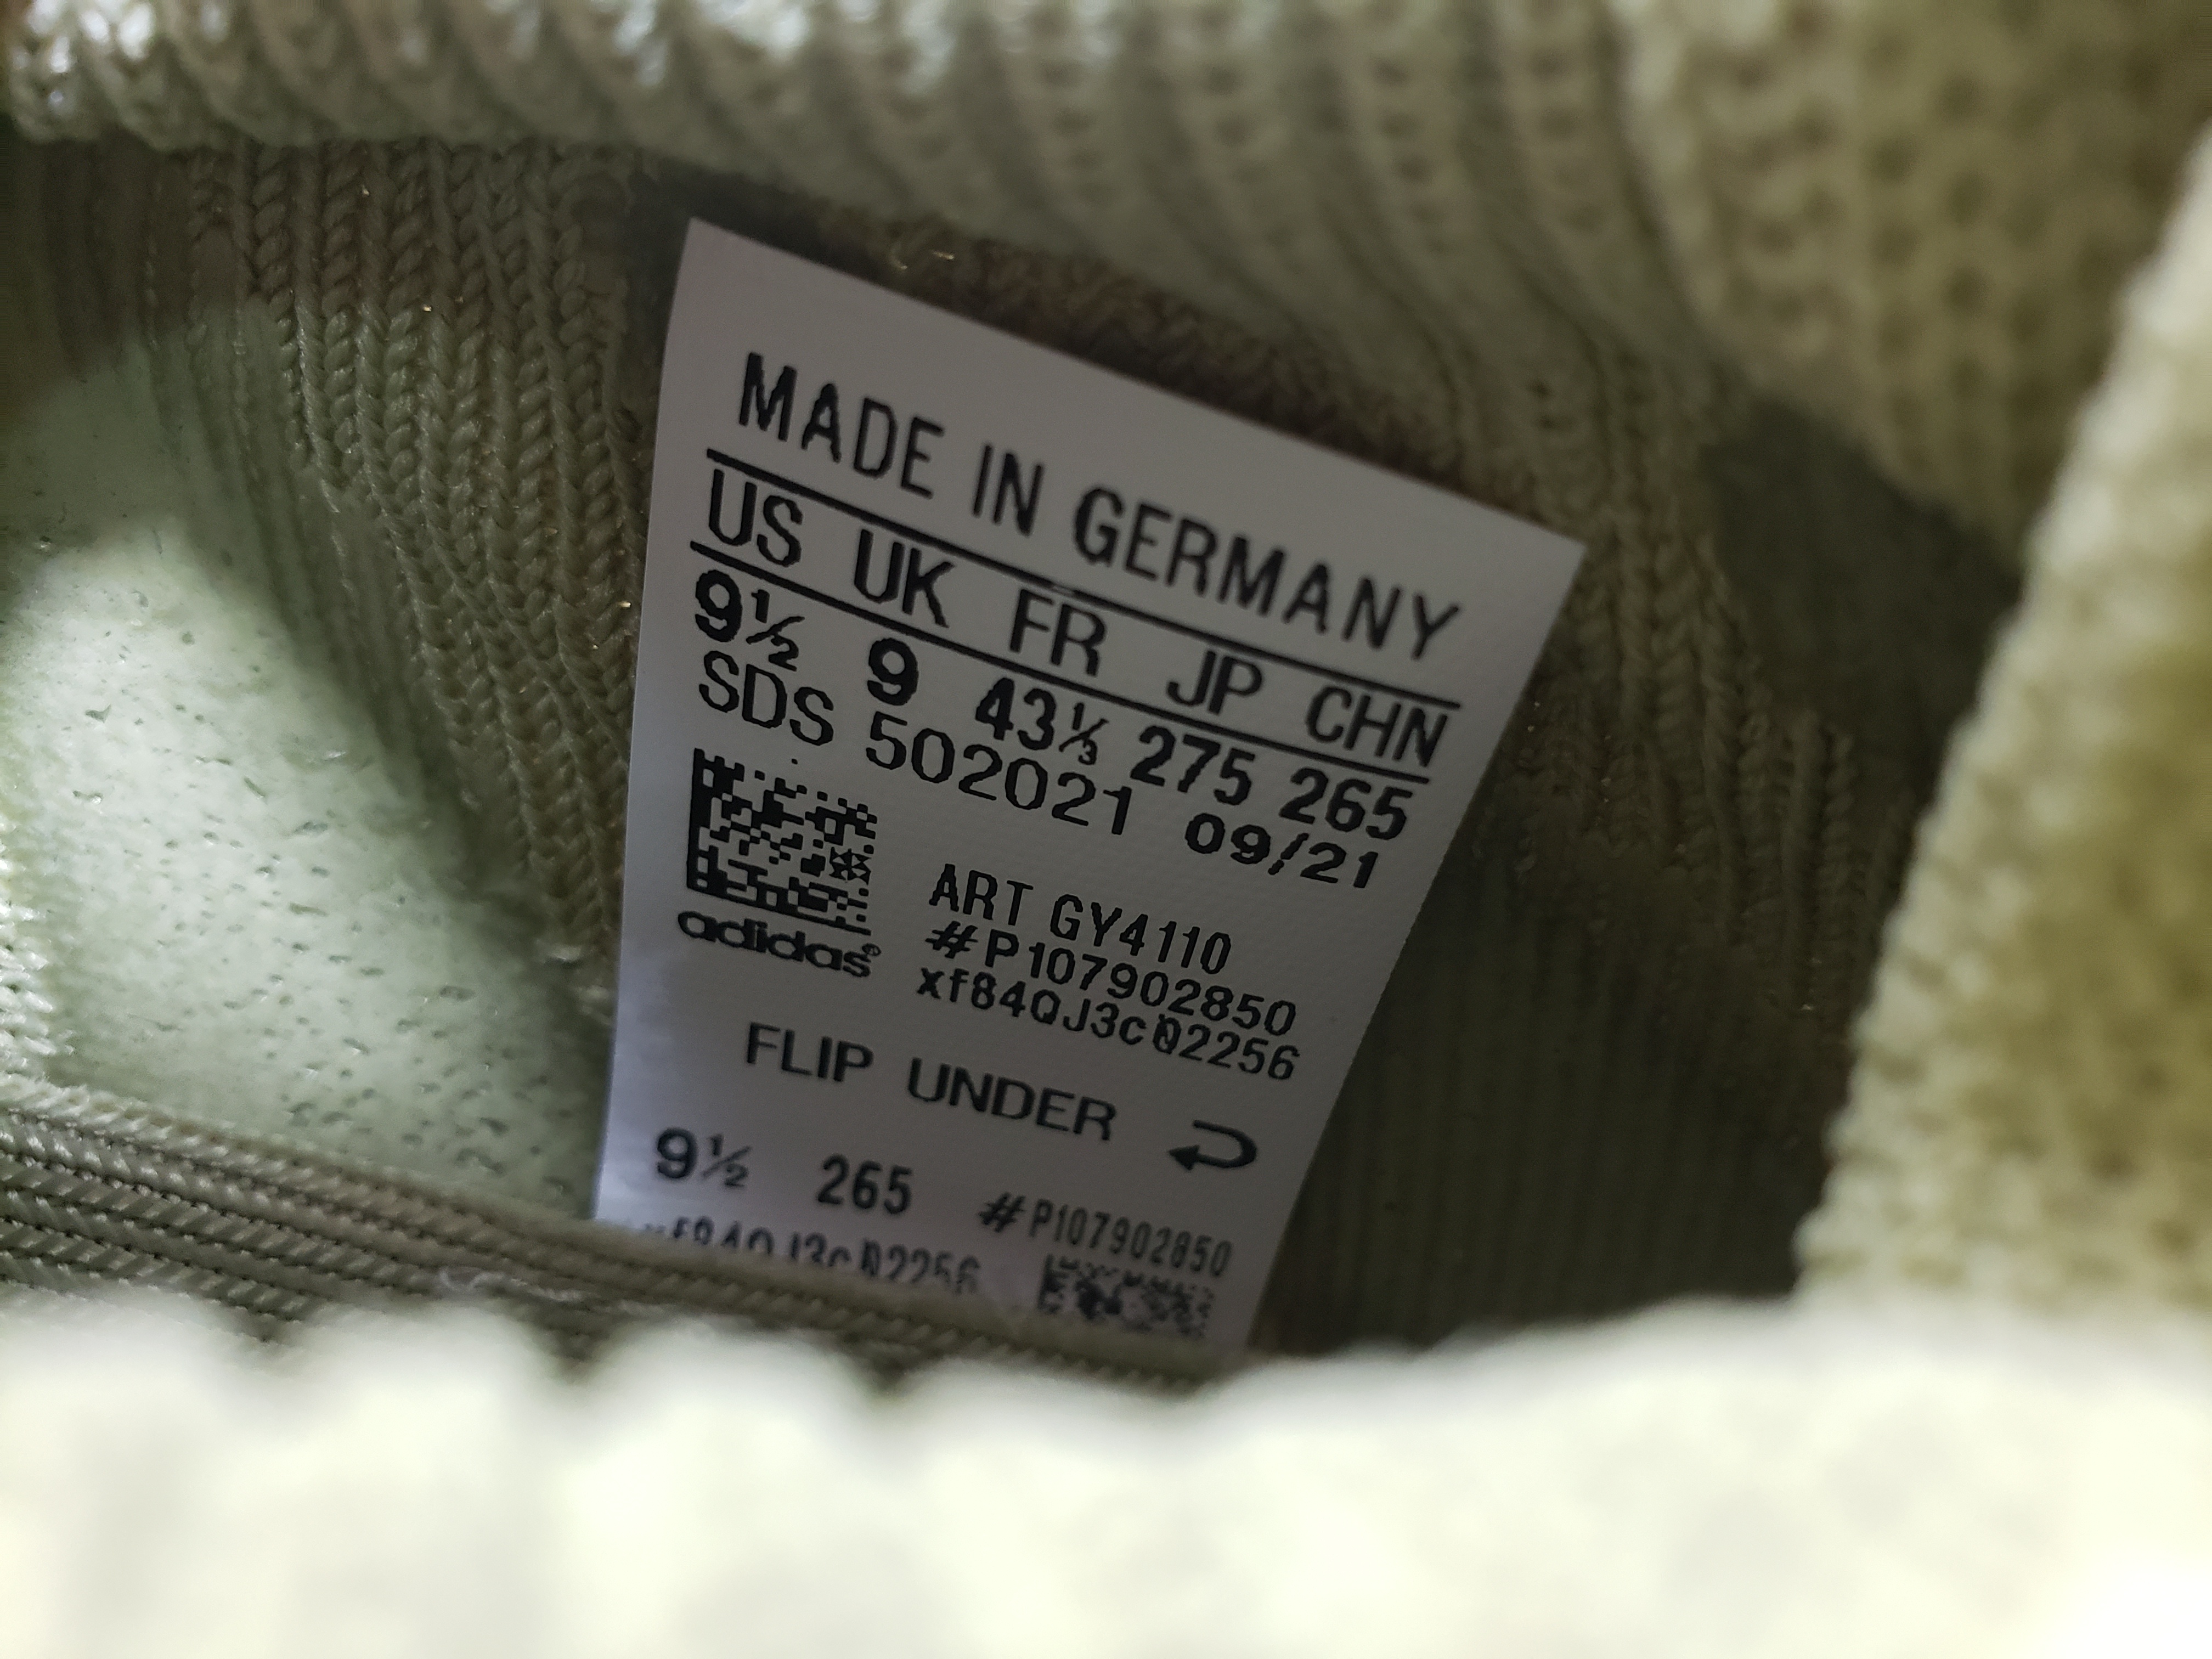 MADE IN GERMANY
US UK FR JP CHN
9½ 9 43⅓ 275 265
SDS 502021 09/21
adidas®
ART GY4110
#P107902850
xf84QJ3cQ2256
FLIP UNDER
9½ 265 #P107902850